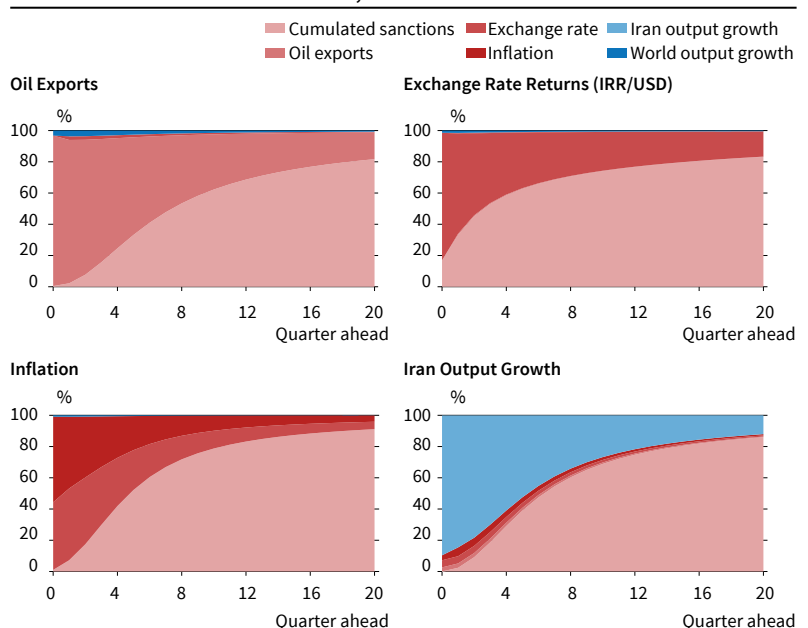 Cumulated sanctions Exchange rate Iran output growth
Oil exports Inflation World output growth
Oil Exports
%
100
80
60
40
20
0
0 4 8 12 16 20
Quarter ahead
Exchange Rate Returns (IRR/USD)
%
100
80
60
40
20
0
0 4 8 12 16 20
Quarter ahead
Inflation
%
100
80
60
40
20
0
0 4 8 12 16 20
Quarter ahead
Iran Output Growth
%
100
80
60
40
20
0
0 4 8 12 16 20
Quarter ahead